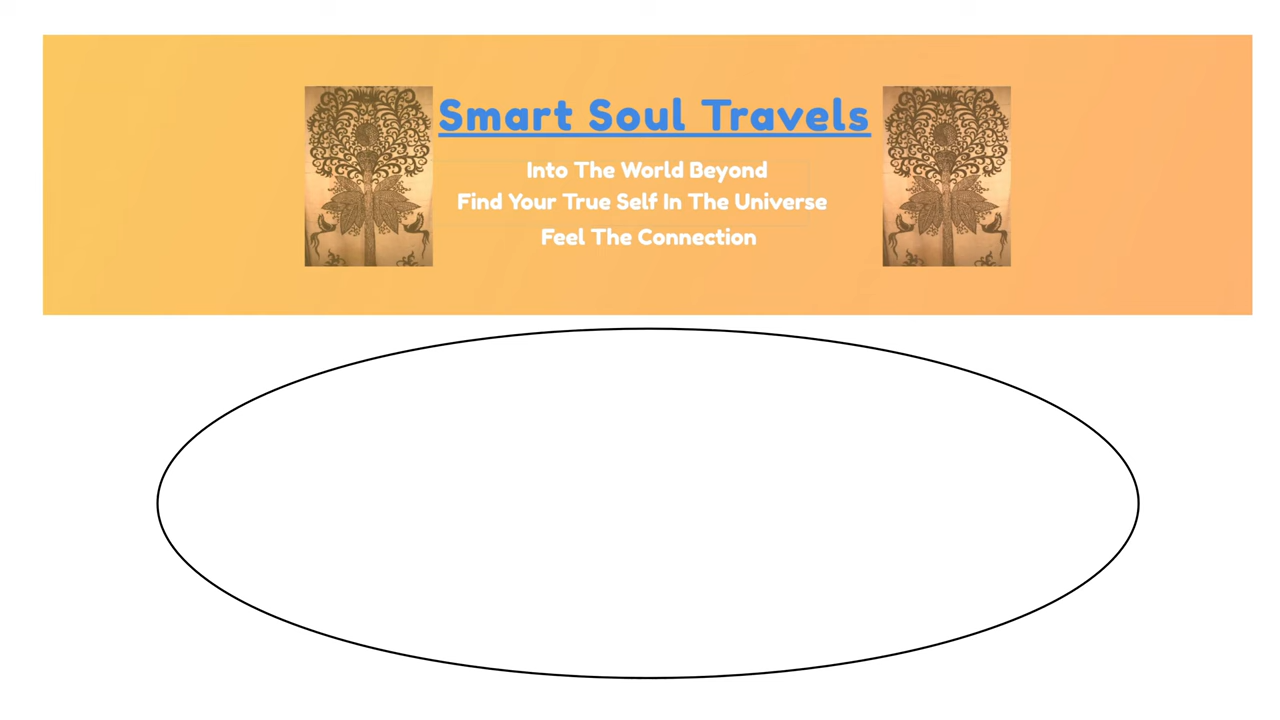 Smart Soul Travels
Into The World Beyond
Find Your True Self In The Universe
Feel The Connection